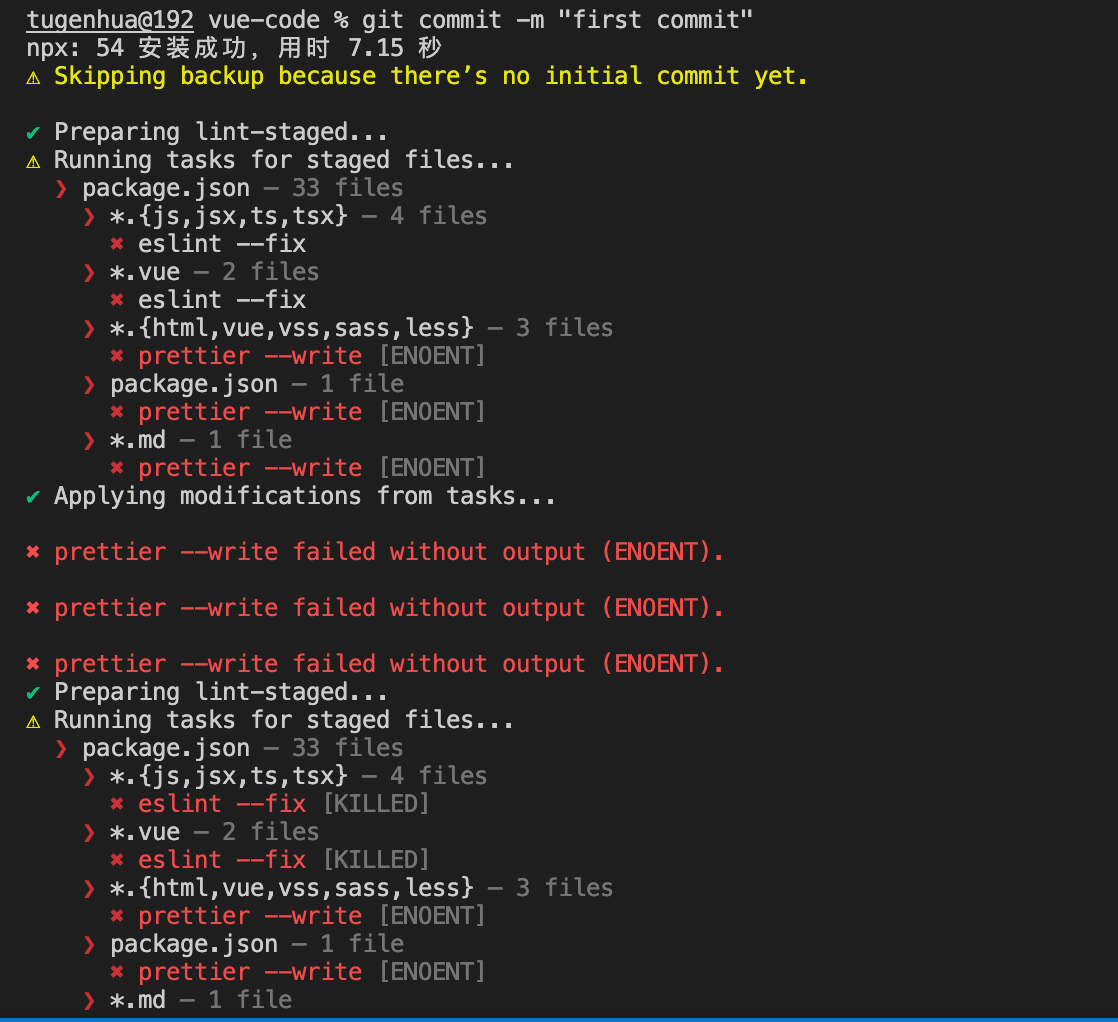 tugenhua@192 vue-code % git commit -m "first commit"
npx: 54 安装成功，用时 7.15 秒
⚠ Skipping backup because there’s no initial commit yet.
✔ Preparing lint-staged...
⚠ Running tasks for staged files...
❯ package.json — 33 files
❯ *.{js,jsx,ts,tsx} — 4 files
✖ eslint --fix
❯ *.vue — 2 files
✖ eslint --fix
❯ *.{html,vue,vss,sass,less} — 3 files
✖ prettier --write [ENOENT]
❯ package.json — 1 file
✖ prettier --write [ENOENT]
❯ *.md — 1 file
✖ prettier --write [ENOENT]
✔ Applying modifications from tasks...
✖ prettier --write failed without output (ENOENT).
✖ prettier --write failed without output (ENOENT).
✖ prettier --write failed without output (ENOENT).
✔ Preparing lint-staged...
⚠ Running tasks for staged files...
❯ package.json — 33 files
❯ *.{js,jsx,ts,tsx} — 4 files
✖ eslint --fix [KILLED]
❯ *.vue — 2 files
✖ eslint --fix [KILLED]
❯ *.{html,vue,vss,sass,less} — 3 files
✖ prettier --write [ENOENT]
❯ package.json — 1 file
✖ prettier --write [ENOENT]
❯ *.md — 1 file